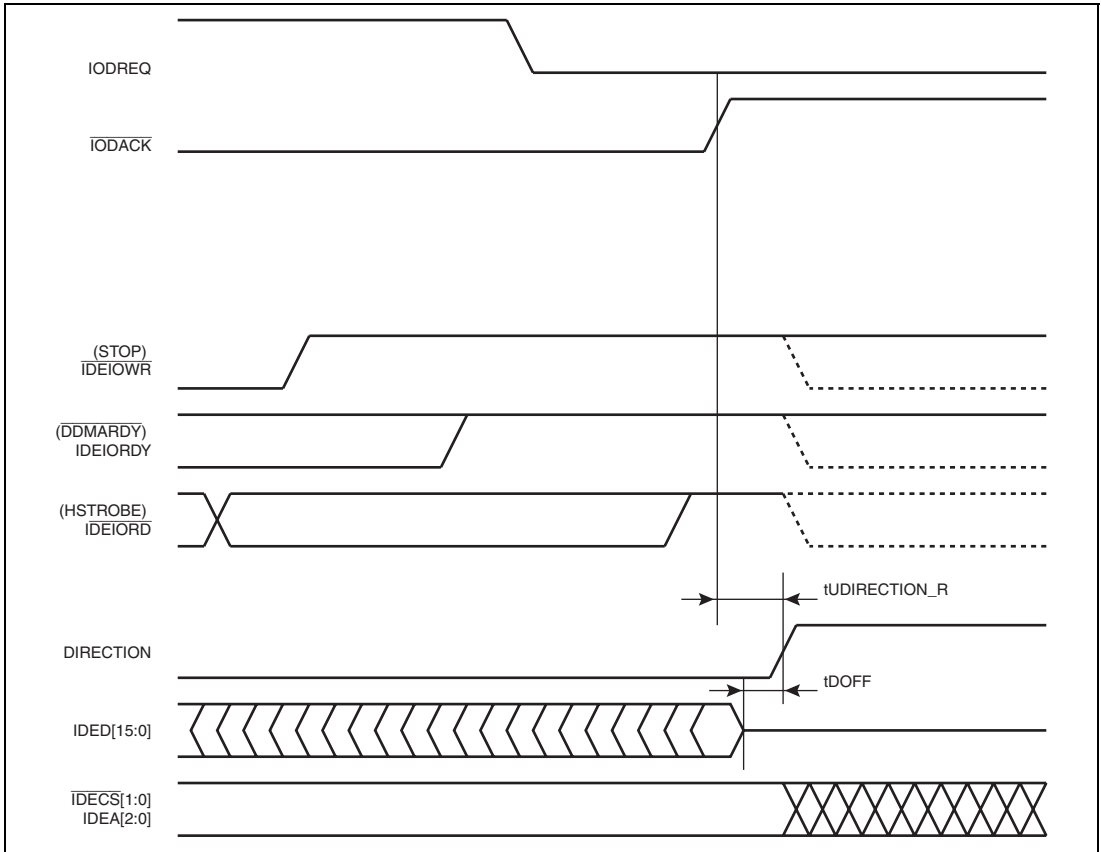 IODREQ
IODACK
(STOP)
IDEIOWR
(DDMARDY)
IDEIORDY
(HSTROBE)
IDEIORD
tUDIRECTION_R
DIRECTION
tDOFF
IDED[15:0]
IDECS[1:0]
IDEA[2:0]